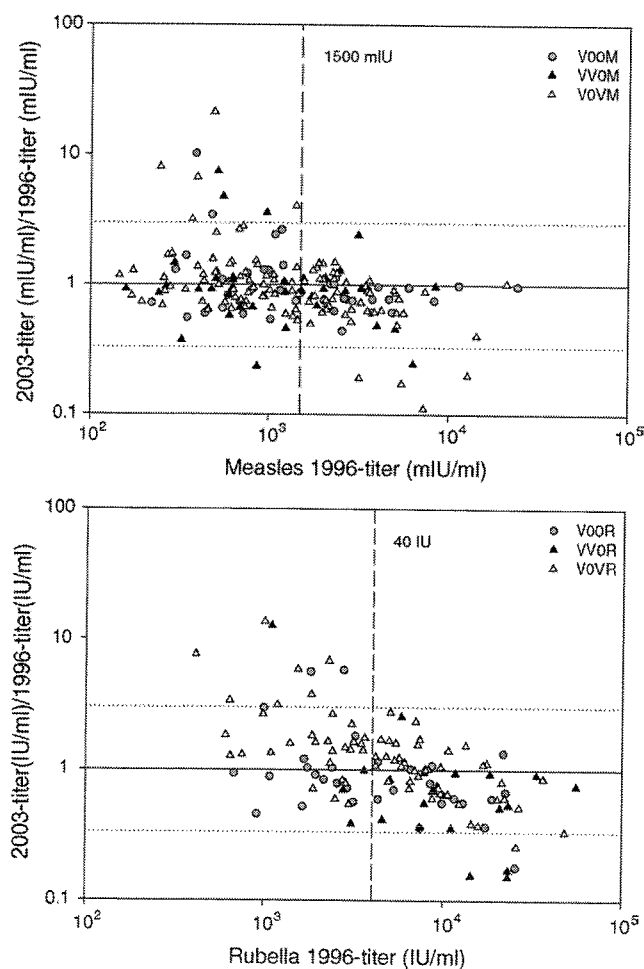 100
1500 mIU
V00M
VV0M
V0VM
10
1
0.1
10²
10³
10⁴
10⁵
2003-titer (mIU/ml)/1996-titer (mIU/ml)
Measles 1996-titer (mIU/ml)
100
40 IU
V00R
VV0R
V0VR
10
1
0.1
10²
10³
10⁴
10⁵
2003-titer(IU/ml)/1996-titer(IU/ml)
Rubella 1996-titer (IU/ml)